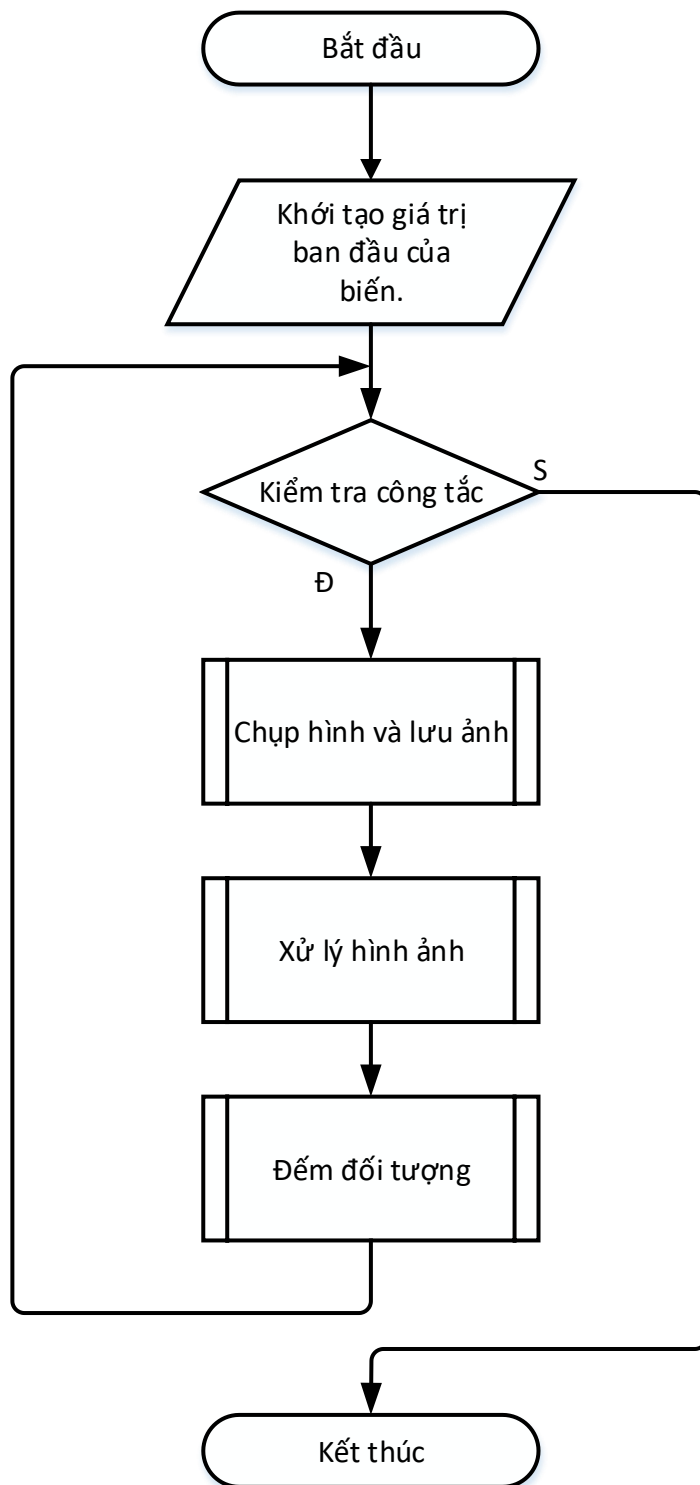 Bắt đầu
Khới tạo giá trị
ban đầu của
biến.
Kiểm tra công tắc
S
Đ
Chụp hình và lưu ảnh
Xử lý hình ảnh
Đếm đối tượng
Kết thúc